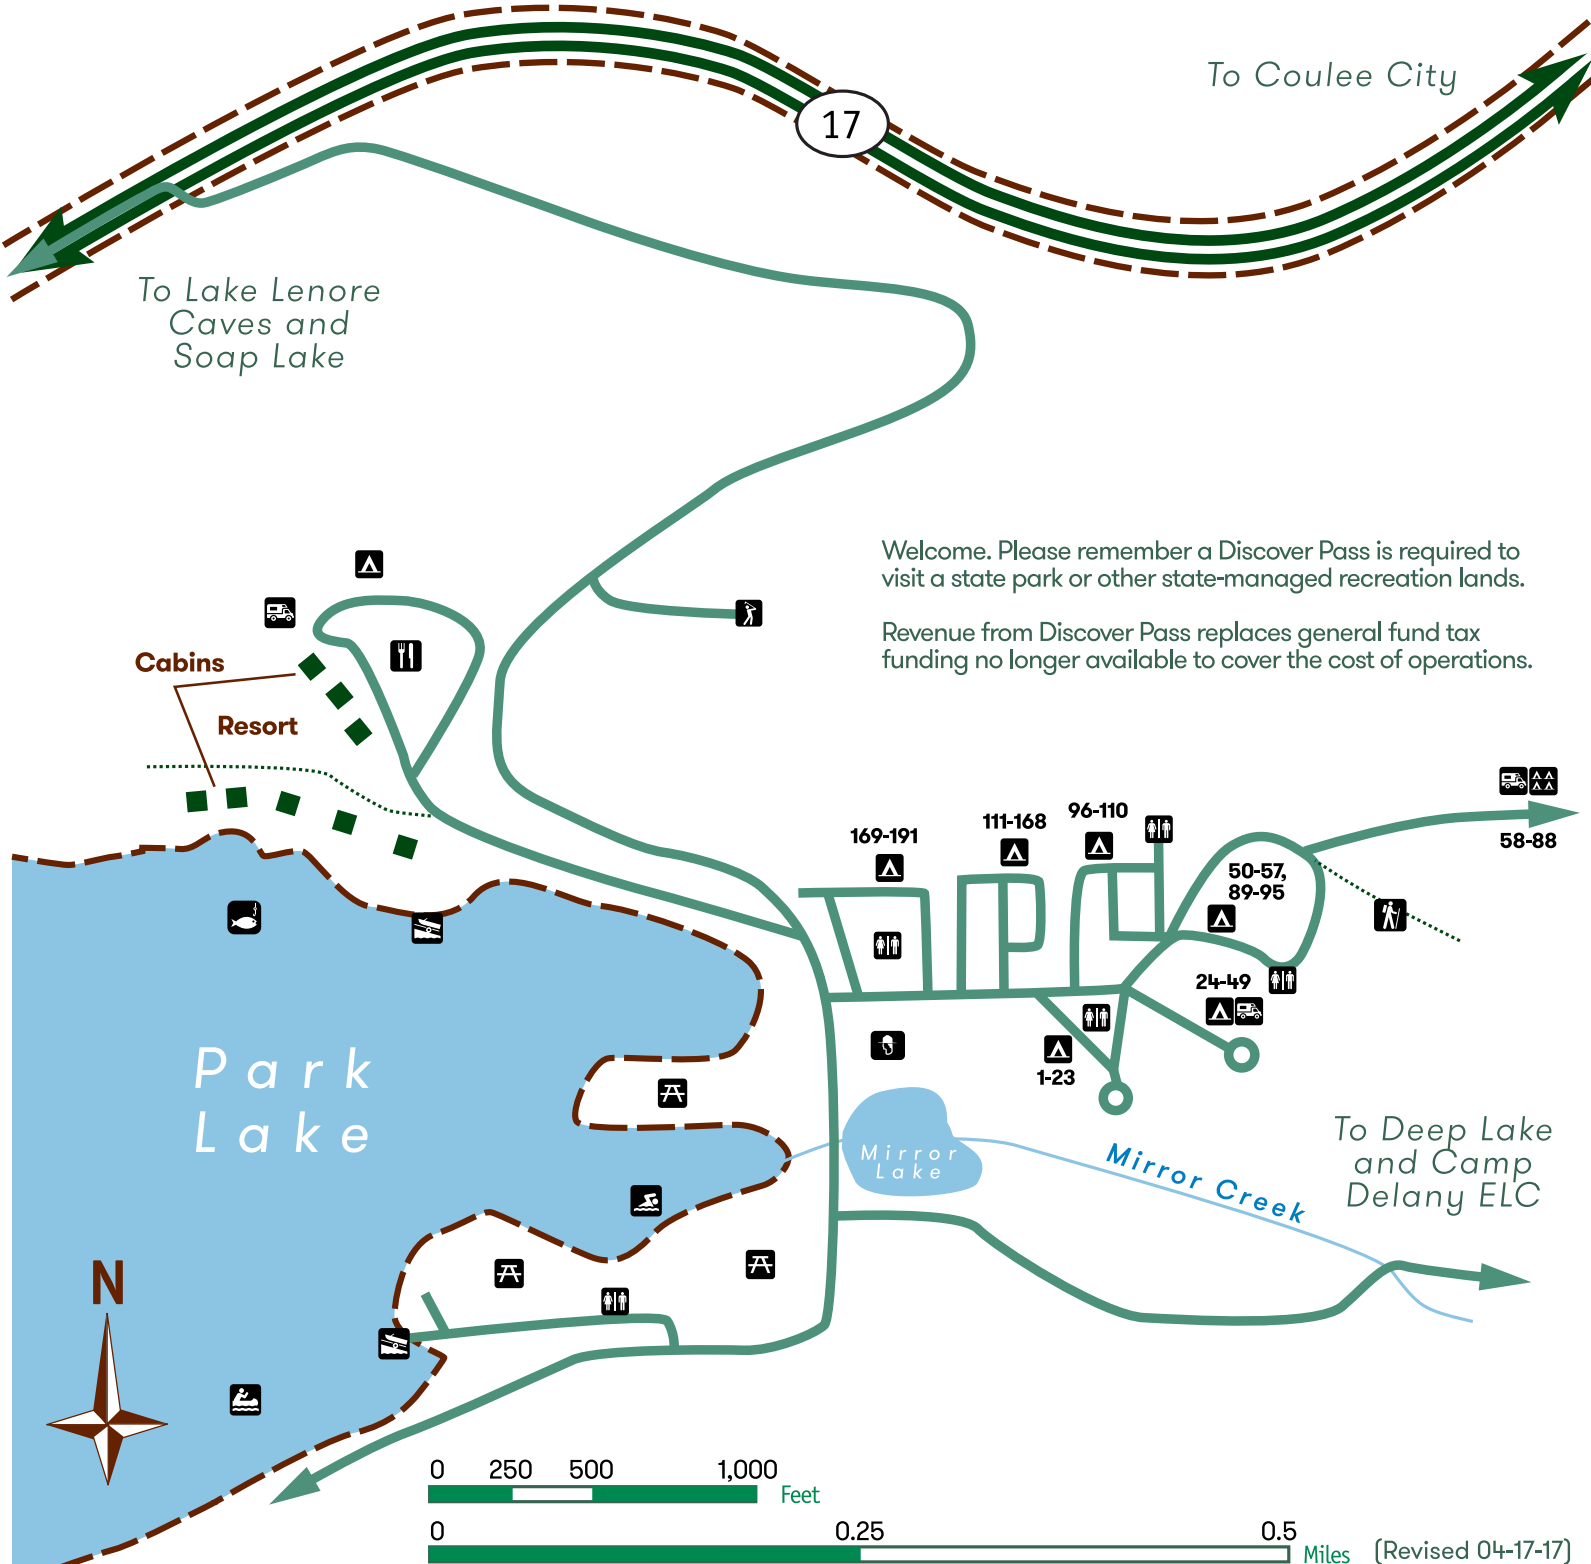 To Coulee City
17
To Lake Lenore
Caves and
Soap Lake
Welcome. Please remember a Discover Pass is required to
visit a state park or other state-managed recreation lands.
Revenue from Discover Pass replaces general fund tax
funding no longer available to cover the cost of operations.
Cabins
Resort
169-191
111-168
96-110
58-88
50-57,
89-95
24-49
1-23
Park
Lake
Mirror
Lake
Mirror Creek
To Deep Lake
and Camp
Delany ELC
N
0 250 500 1,000
Feet
0 0.25 0.5
Miles
(Revised 04-17-17)